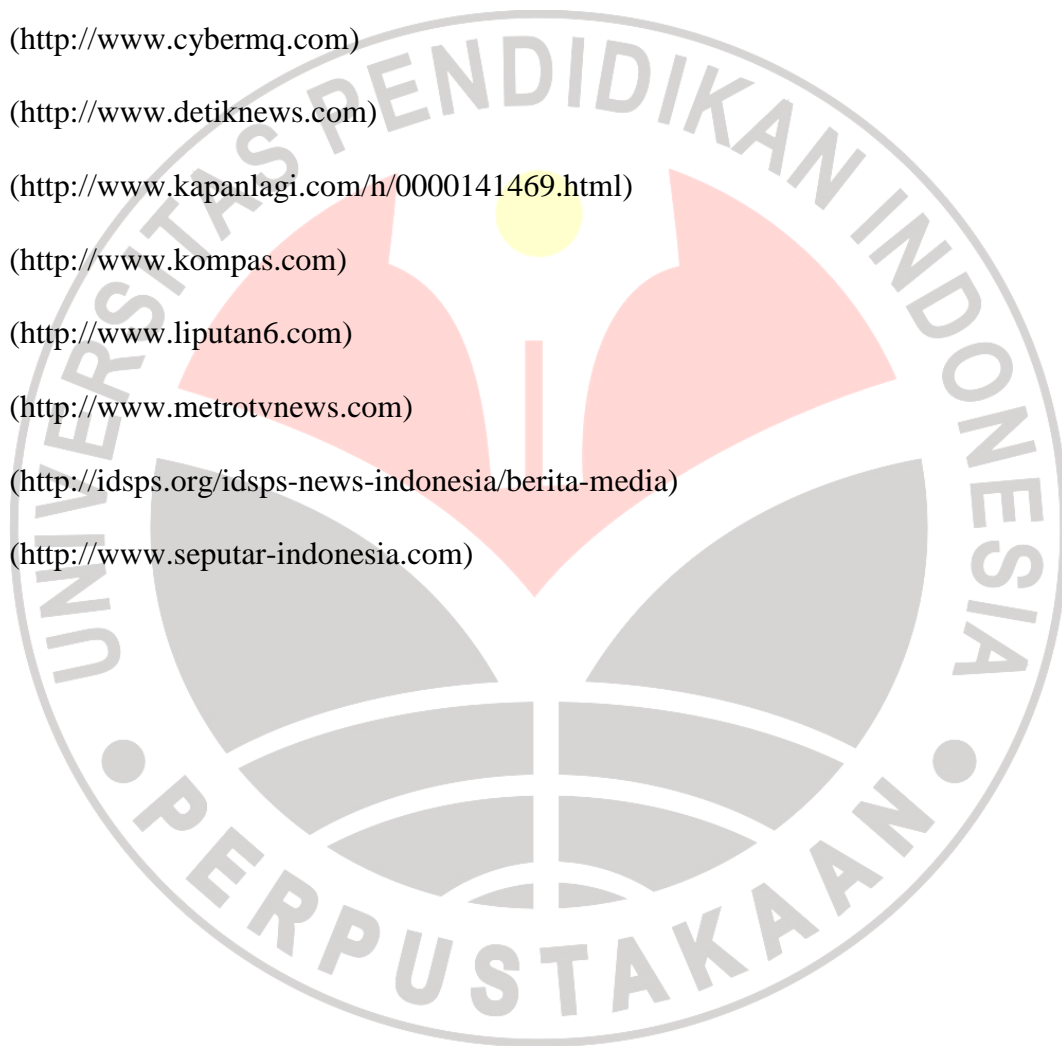 (http://www.cybermq.com)
(http://www.detiknews.com)
(http://www.kapanlagi.com/h/0000141469.html)
(http://www.kompas.com)
(http://www.liputan6.com)
(http://www.metrotvnews.com)
(http://idsps.org/idsps-news-indonesia/berita-media)
(http://www.seputar-indonesia.com)
UNIVERSITAS PENDIDIKAN INDONESIA
PERPUSTAKAAN